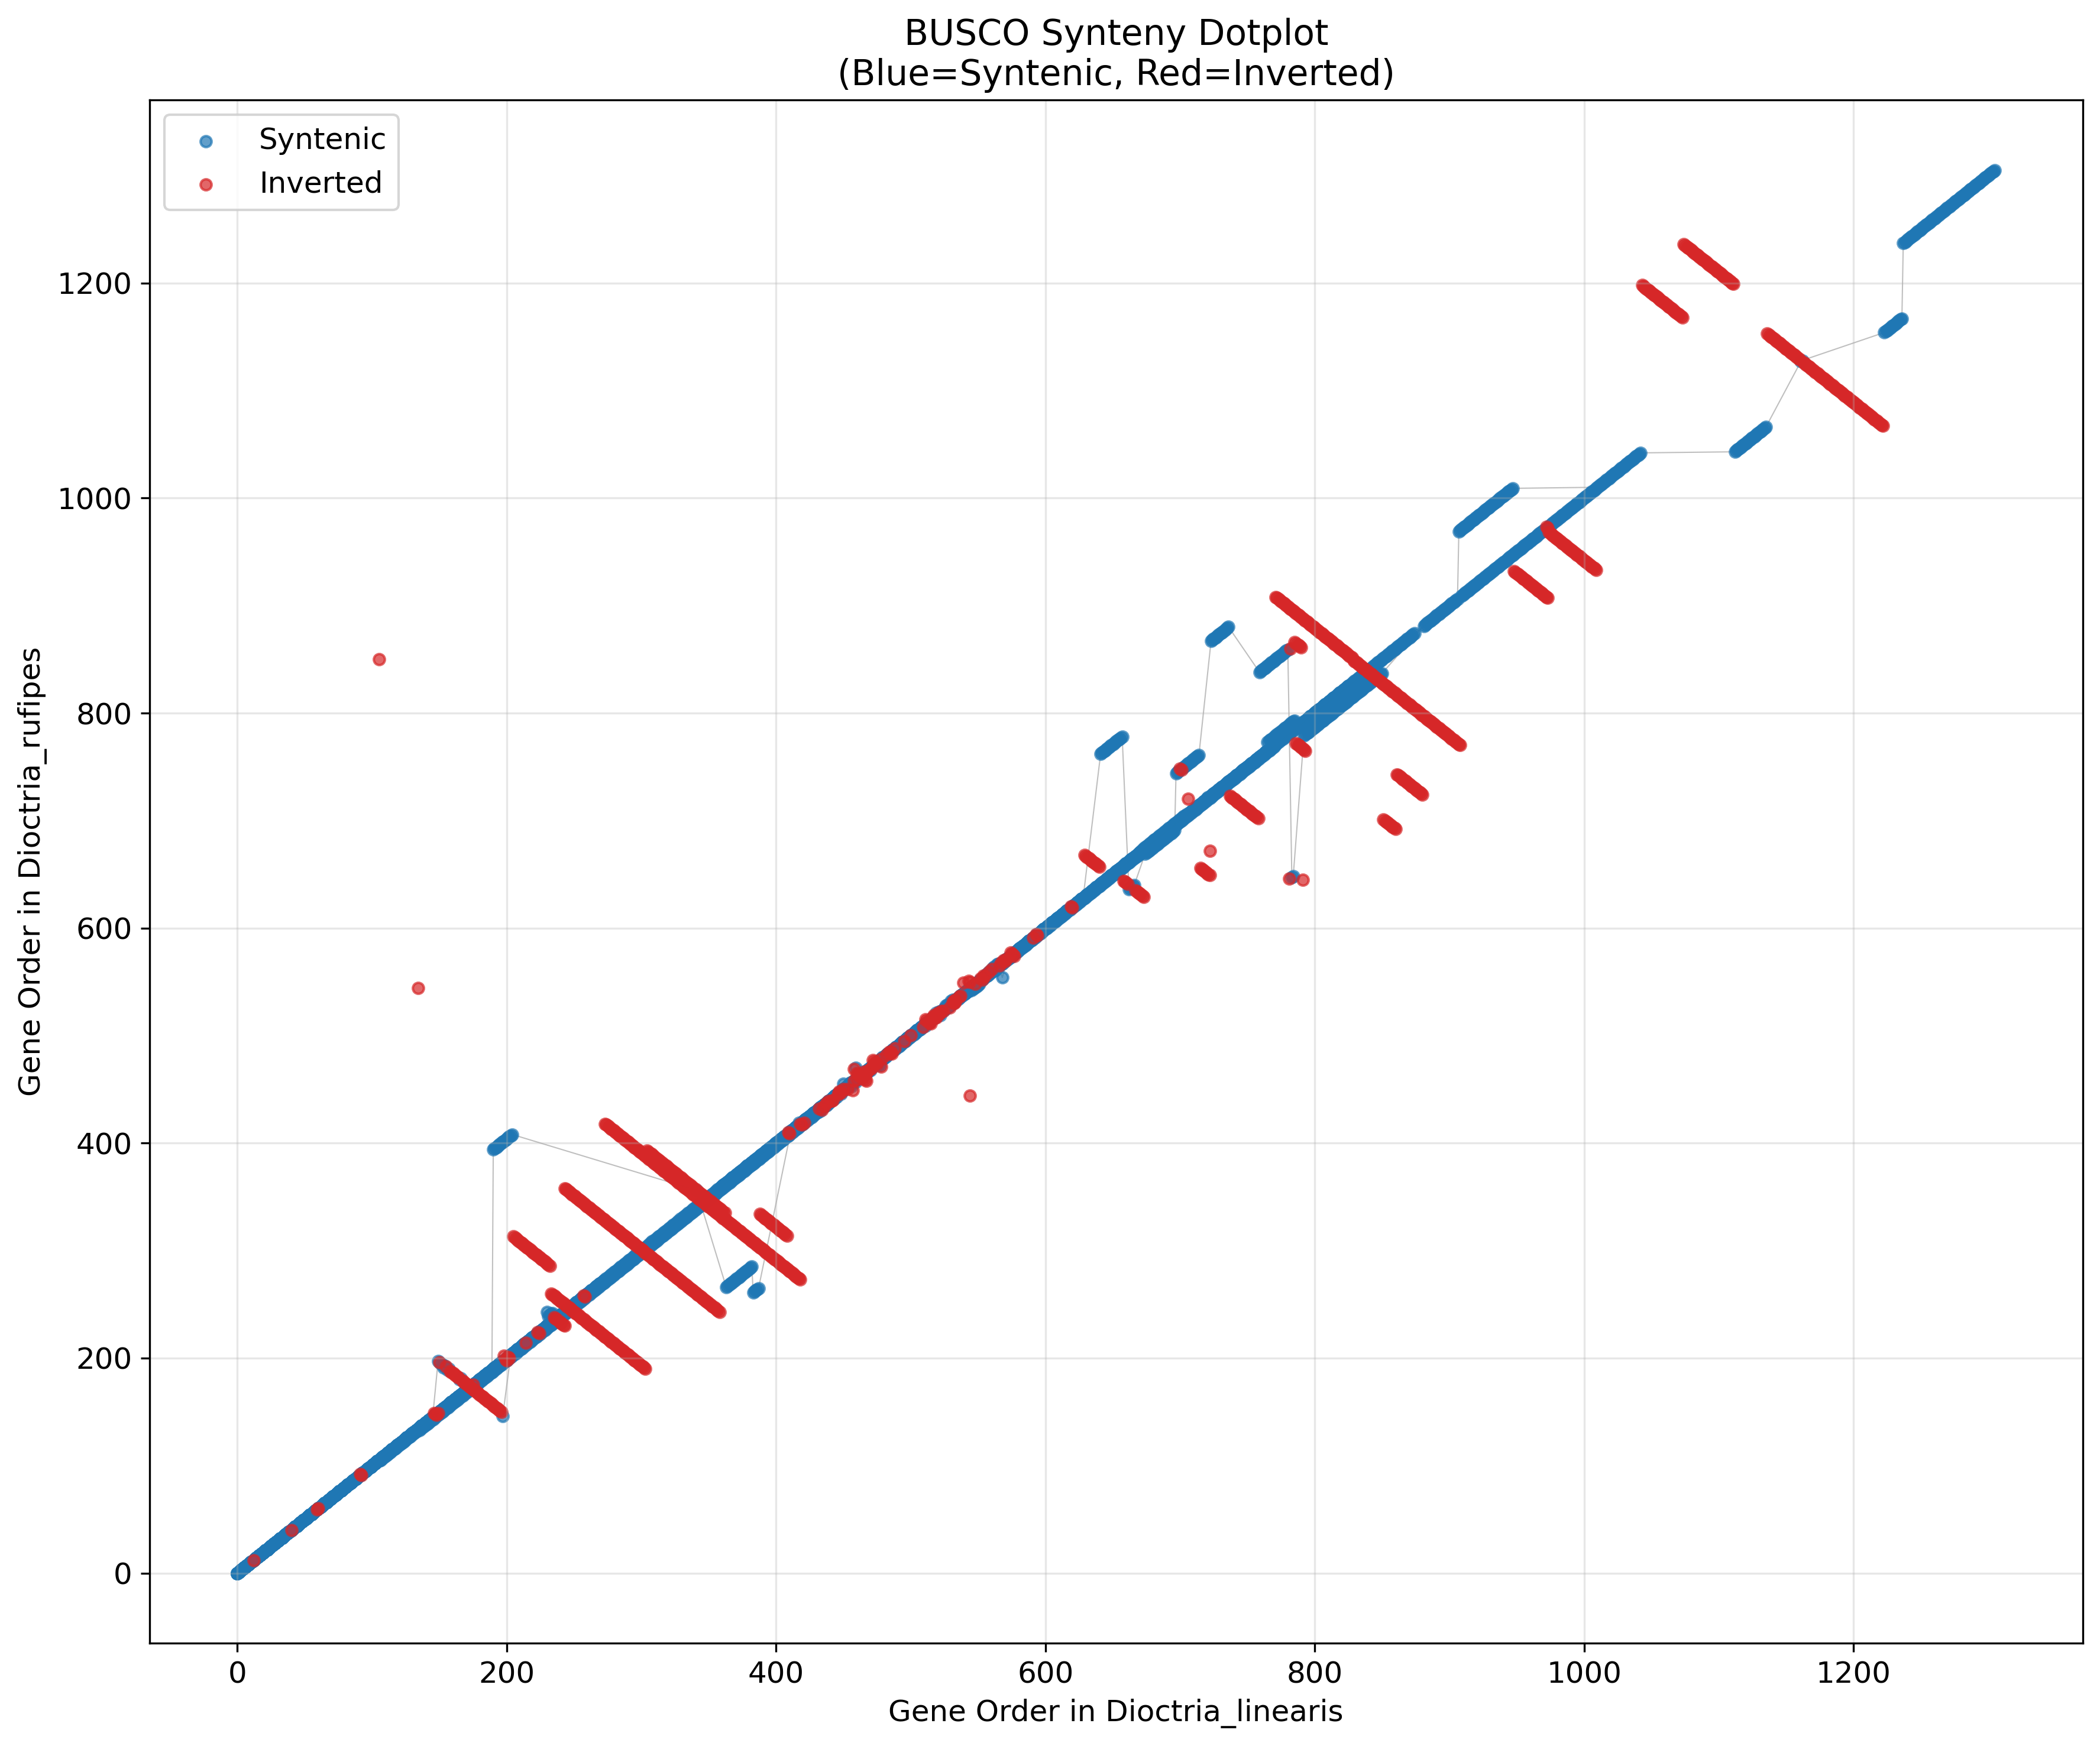 BUSCO Synteny Dotplot
(Blue=Syntenic, Red=Inverted)
Syntenic
Inverted
Gene Order in Dioctria_rufipes
1200
1000
800
600
400
200
0
0 200 400 600 800 1000 1200
Gene Order in Dioctria_linearis